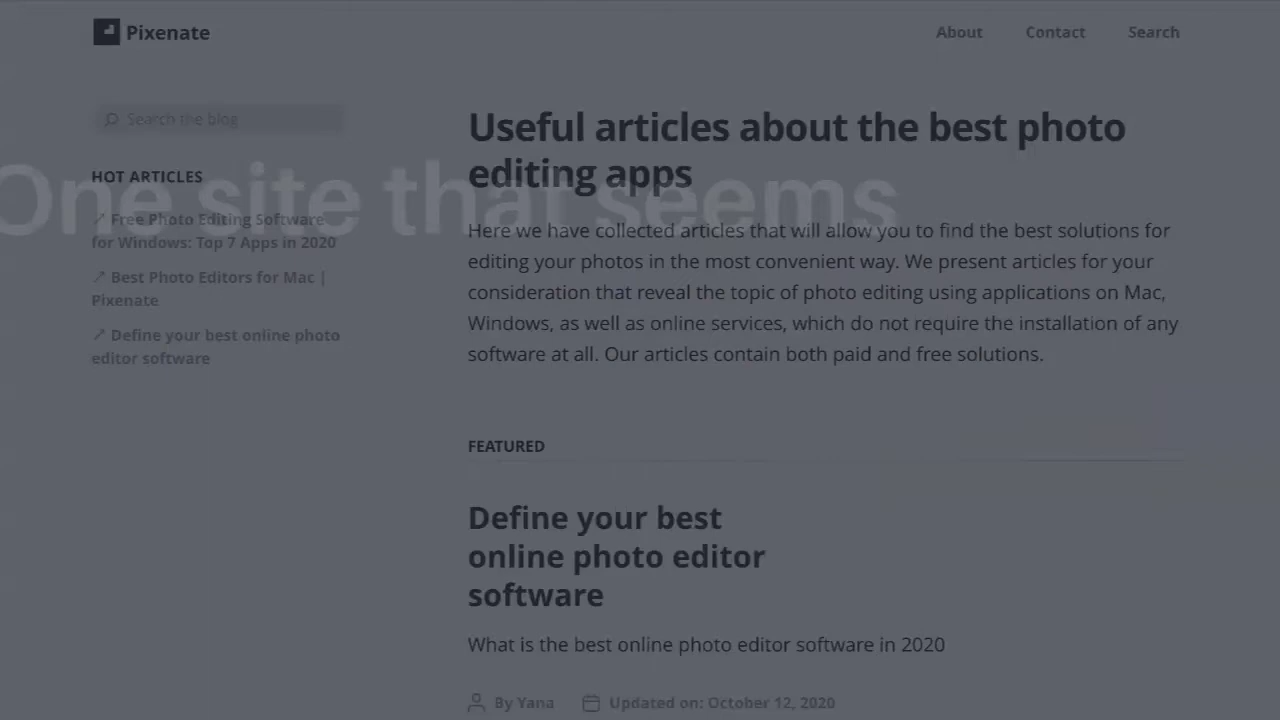 Pixenate
About Contact Search
Search the blog
HOT ARTICLES
Free Photo Editing Software
for Windows: Top 7 Apps in 2020
Best Photo Editors for Mac |
Pixenate
Define your best online photo
editor software
One site that seems
Useful articles about the best photo
editing apps
Here we have collected articles that will allow you to find the best solutions for
editing your photos in the most convenient way. We present articles for your
consideration that reveal the topic of photo editing using applications on Mac,
Windows, as well as online services, which do not require the installation of any
software at all. Our articles contain both paid and free solutions.
FEATURED
Define your best
online photo editor
software
What is the best online photo editor software in 2020
By Yana Updated on: October 12, 2020